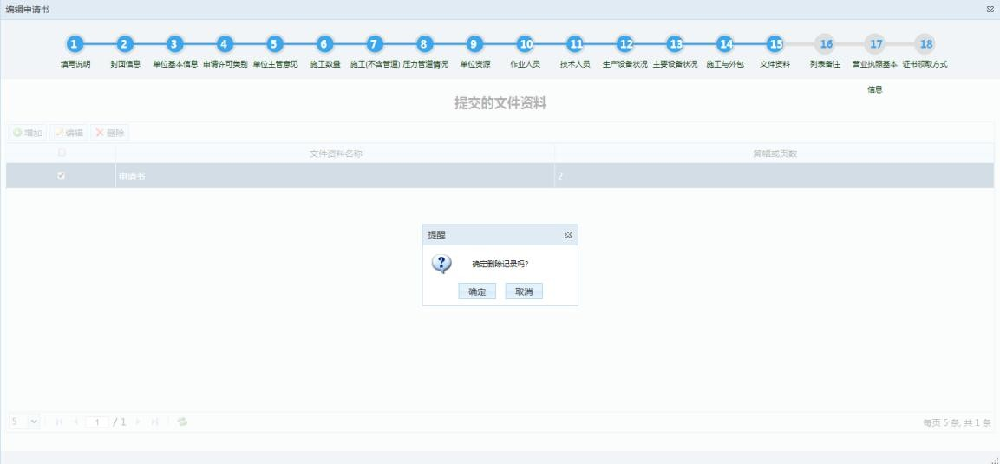 编辑申请书
1 2 3 4 5 6 7 8 9 10 11 12 13 14 15 16 17 18
填写说明 封面信息 单位基本信息 申请许可类别 单位主管意见 施工数量 施工(不含管道) 压力管道情况 单位资源 作业人员 技术人员 生产设备状况 主要设备状况 施工与外包 文件资料 列表备注 营业执照基本 证书领取方式
信息
提交的文件资料
增加 编辑 删除
文件资料名称 篇幅或页数
申请书 2
提醒
确定删除记录吗?
确定 取消
5 1 / 1 每页 5 条, 共 1 条